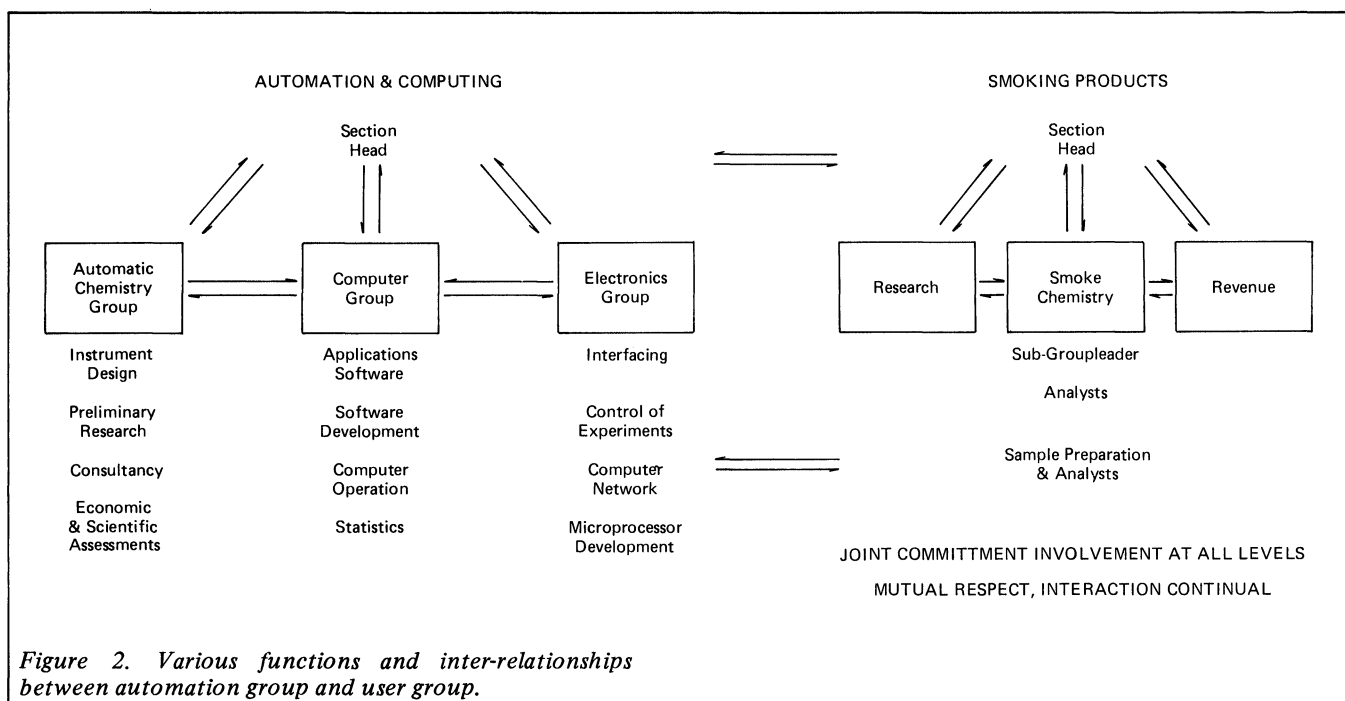 AUTOMATION & COMPUTING
Section
Head
Automatic
Chemistry
Group
Computer
Group
Electronics
Group
Instrument
Design
Preliminary
Research
Consultancy
Economic
& Scientific
Assessments
Applications
Software
Software
Development
Computer
Operation
Statistics
Interfacing
Control of
Experiments
Computer
Network
Microprocessor
Development
SMOKING PRODUCTS
Section
Head
Research
Smoke
Chemistry
Revenue
Sub-Groupleader
Analysts
Sample Preparation
& Analysts
JOINT COMMITTMENT INVOLVEMENT AT ALL LEVELS
MUTUAL RESPECT, INTERACTION CONTINUAL
Figure 2. Various functions and inter-relationships
between automation group and user group.